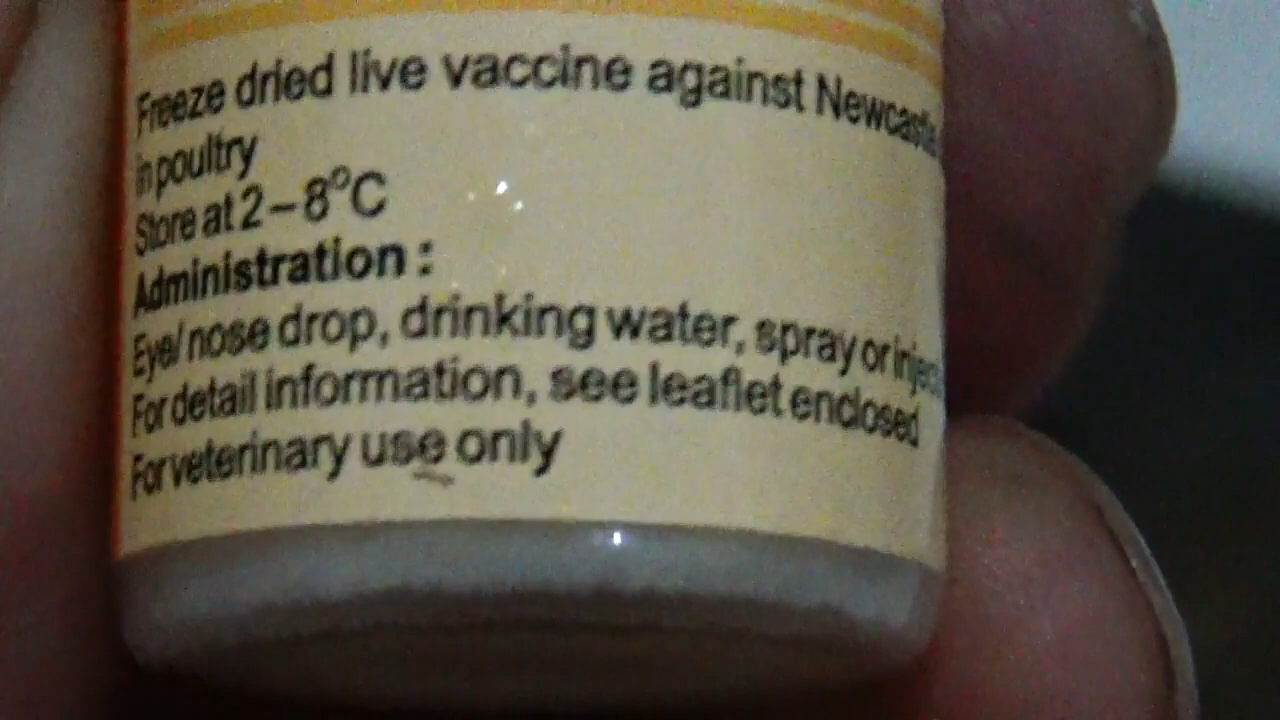 Freeze dried live vaccine against Newcastle
in poultry
Store at 2-8°C
Administration :
Eye/ nose drop, drinking water, spray or
For detail information, see leaflet enclosed
For veterinary use only